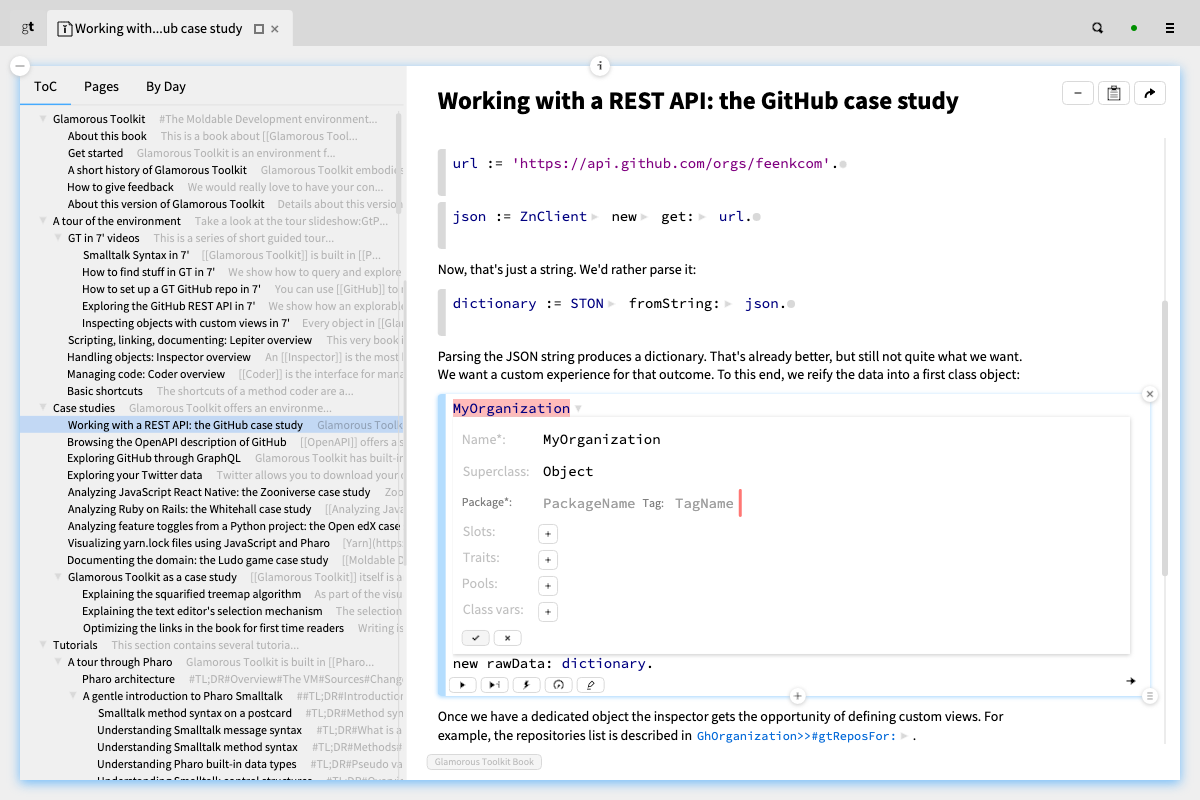 gt
Working with...ub case study
ToC Pages By Day
Glamorous Toolkit #The Moldable Development environment...
About this book This is a book about [[Glamorous Tool...
Get started Glamorous Toolkit is an environment f...
A short history of Glamorous Toolkit Glamorous Toolkit embodie
How to give feedback We would really love to have your con...
About this version of Glamorous Toolkit Details about this versio
A tour of the environment Take a look at the tour slideshow:GtP...
GT in 7' videos This is a series of short guided tour...
Smalltalk Syntax in 7' [[Glamorous Toolkit]] is built in [[P...
How to find stuff in GT in 7' We show how to query and explore
How to set up a GT GitHub repo in 7' You can use [[GitHub]] to
Exploring the GitHub REST API in 7' We show how an explorable
Inspecting objects with custom views in 7' Every object in [[Glam
Scripting, linking, documenting: Lepiter overview This very book i
Handling objects: Inspector overview An [[Inspector]] is the most
Managing code: Coder overview [[Coder]] is the interface for mana
Basic shortcuts The shortcuts of a method coder are a...
Case studies Glamorous Toolkit offers an environme...
Working with a REST API: the GitHub case study Glamorous Toolk
Browsing the OpenAPI description of GitHub [[OpenAPI]] offers a s
Exploring GitHub through GraphQL Glamorous Toolkit has built-in
Exploring your Twitter data Twitter allows you to download your
Analyzing JavaScript React Native: the Zooniverse case study Zoo
Analyzing Ruby on Rails: the Whitehall case study [[Analyzing Java
Analyzing feature toggles from a Python project: the Open edX case
Visualizing yarn.lock files using JavaScript and Pharo [Yarn](https:
Documenting the domain: the Ludo game case study [[Moldable D
Glamorous Toolkit as a case study [[Glamorous Toolkit]] itself is a
Explaining the squarified treemap algorithm As part of the visu
Explaining the text editor's selection mechanism The selection
Optimizing the links in the book for first time readers Writing is
Tutorials This section contains several tutoria...
A tour through Pharo Glamorous Toolkit is built in [[Pharo...
Pharo architecture #TL;DR#Overview#The VM#Sources#Change
A gentle introduction to Pharo Smalltalk ##TL;DR#Introduction
Smalltalk method syntax on a postcard #TL;DR#Method syn
Understanding Smalltalk message syntax #TL;DR#What is a
Understanding Smalltalk method syntax #TL;DR#Methods#
Understanding Pharo built-in data types #TL;DR#Pseudo va
Understanding Smalltalk control structures #TL;DR#Overvi
Working with a REST API: the GitHub case study
url := 'https://api.github.com/orgs/feenkcom'.
json := ZnClient new get: url.
Now, that's just a string. We'd rather parse it:
dictionary := STON fromString: json.
Parsing the JSON string produces a dictionary. That's already better, but still not quite what we want.
We want a custom experience for that outcome. To this end, we reify the data into a first class object:
MyOrganization
Name*: MyOrganization
Superclass: Object
Package*: PackageName Tag: TagName
Slots: +
Traits: +
Pools: +
Class vars: +
new rawData: dictionary.
Once we have a dedicated object the inspector gets the opportunity of defining custom views. For
example, the repositories list is described in GhOrganization>>#gtReposFor: .
Glamorous Toolkit Book